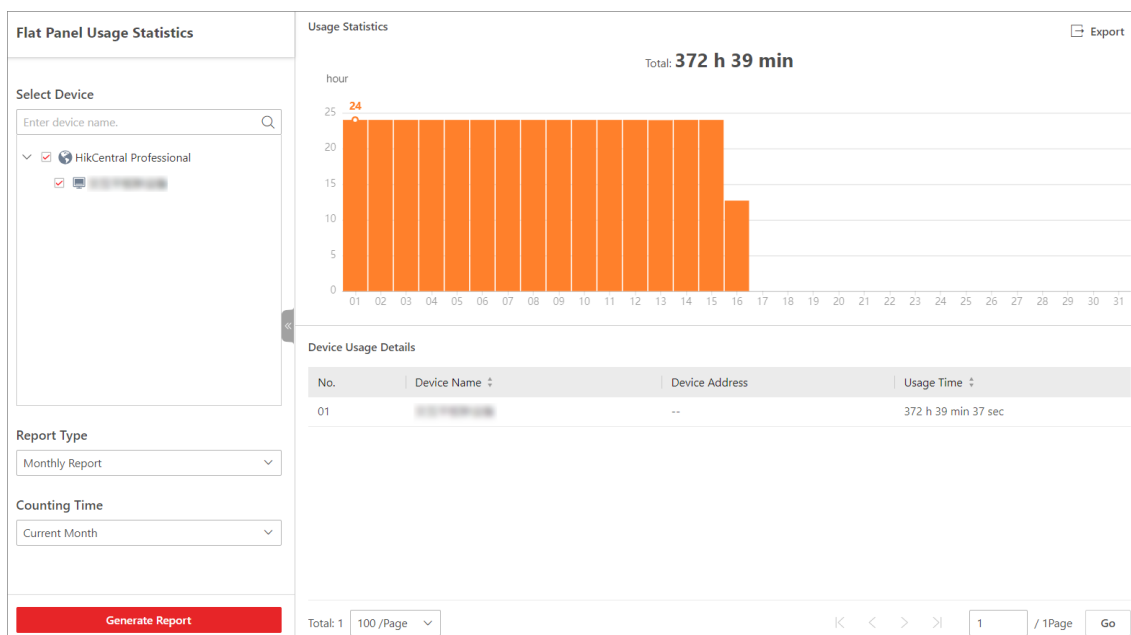 Flat Panel Usage Statistics
Select Device
Enter device name.
HikCentral Professional
Report Type
Monthly Report
Counting Time
Current Month
Generate Report
Usage Statistics
Export
Total: 372 h 39 min
hour
25
24
20
15
10
5
0
01 02 03 04 05 06 07 08 09 10 11 12 13 14 15 16 17 18 19 20 21 22 23 24 25 26 27 28 29 30 31
Device Usage Details
No. Device Name Device Address Usage Time
01 -- 372 h 39 min 37 sec
Total: 1 100 /Page 1 / 1Page Go